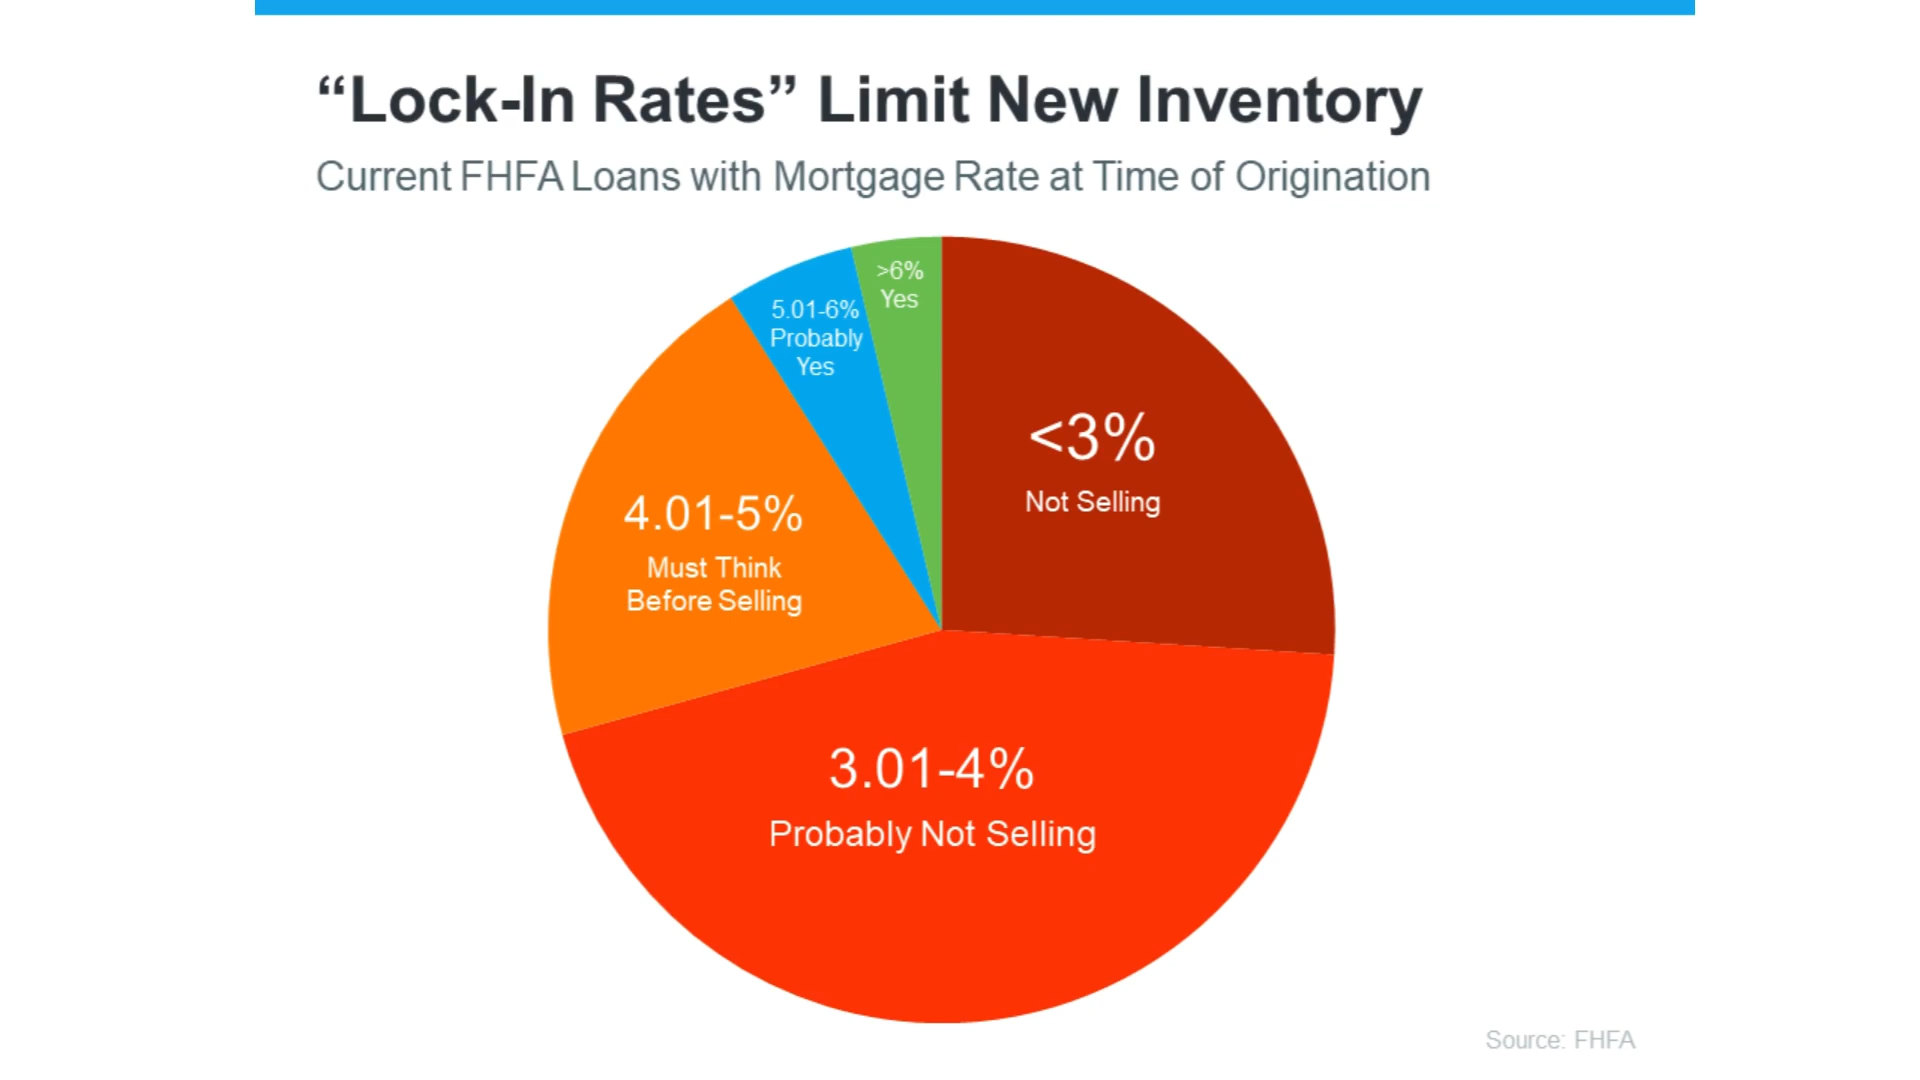 “Lock-In Rates” Limit New Inventory
Current FHFA Loans with Mortgage Rate at Time of Origination
>6%
Yes
5.01-6%
Probably
Yes
<3%
Not Selling
4.01-5%
Must Think
Before Selling
3.01-4%
Probably Not Selling
Source: FHFA